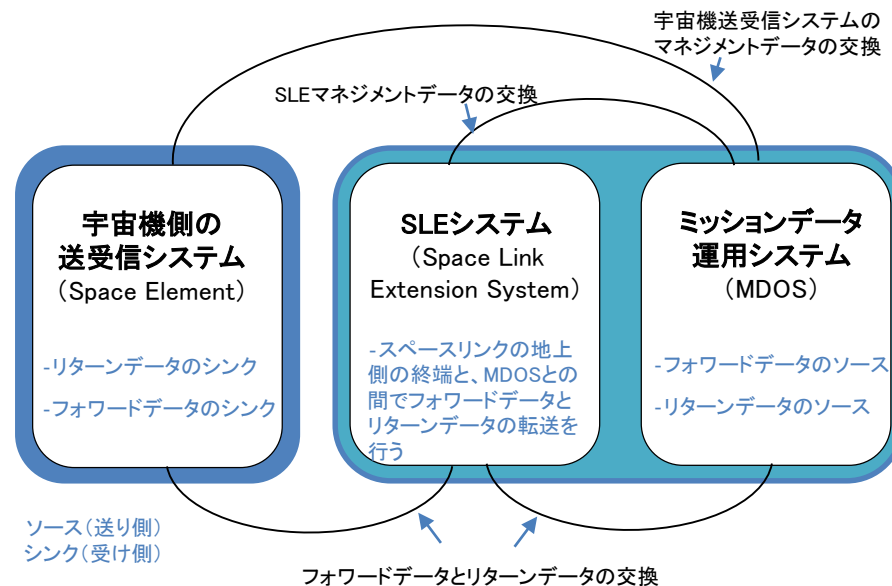 宇宙機送受信システムの
マネジメントデータの交換
SLEマネジメントデータの交換
宇宙機側の
送受信システム
（Space Element）
-リターンデータのシンク
-フォワードデータのシンク
SLEシステム
（Space Link
Extension System）
-スペースリンクの地上
側の終端と、MDOSとの
間でフォワードデータと
リターンデータの転送を
行う
ミッションデータ
運用システム
（MDOS）
-フォワードデータのソース
-リターンデータのソース
ソース（送り側）
シンク（受け側）
フォワードデータとリターンデータの交換